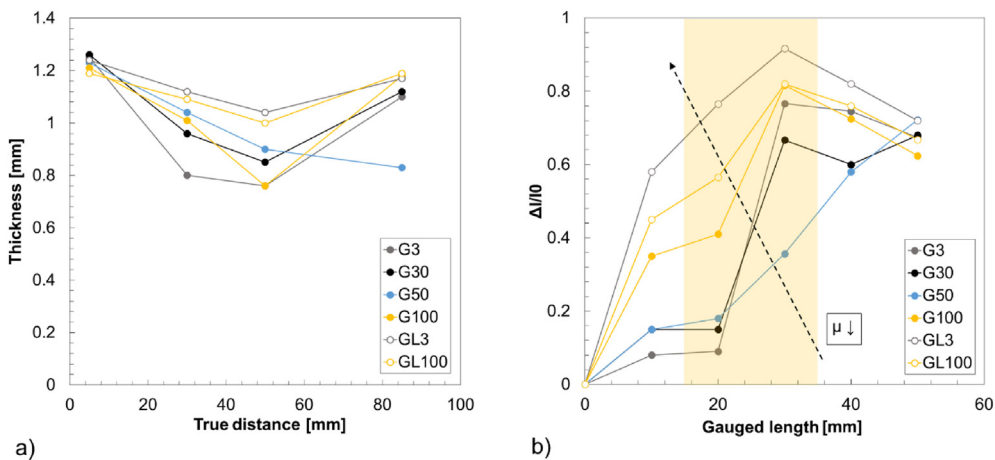 1.4
1.2
1
0.8
0.6
0.4
0.2
0
Thickness [mm]
0
20
40
60
80
100
True distance [mm]
G3
G30
G50
G100
GL3
GL100
a)
1
0.8
0.6
0.4
0.2
0
Δl/l0
0
20
40
60
Gauged length [mm]
μ ↓
G3
G30
G50
G100
GL3
GL100
b)